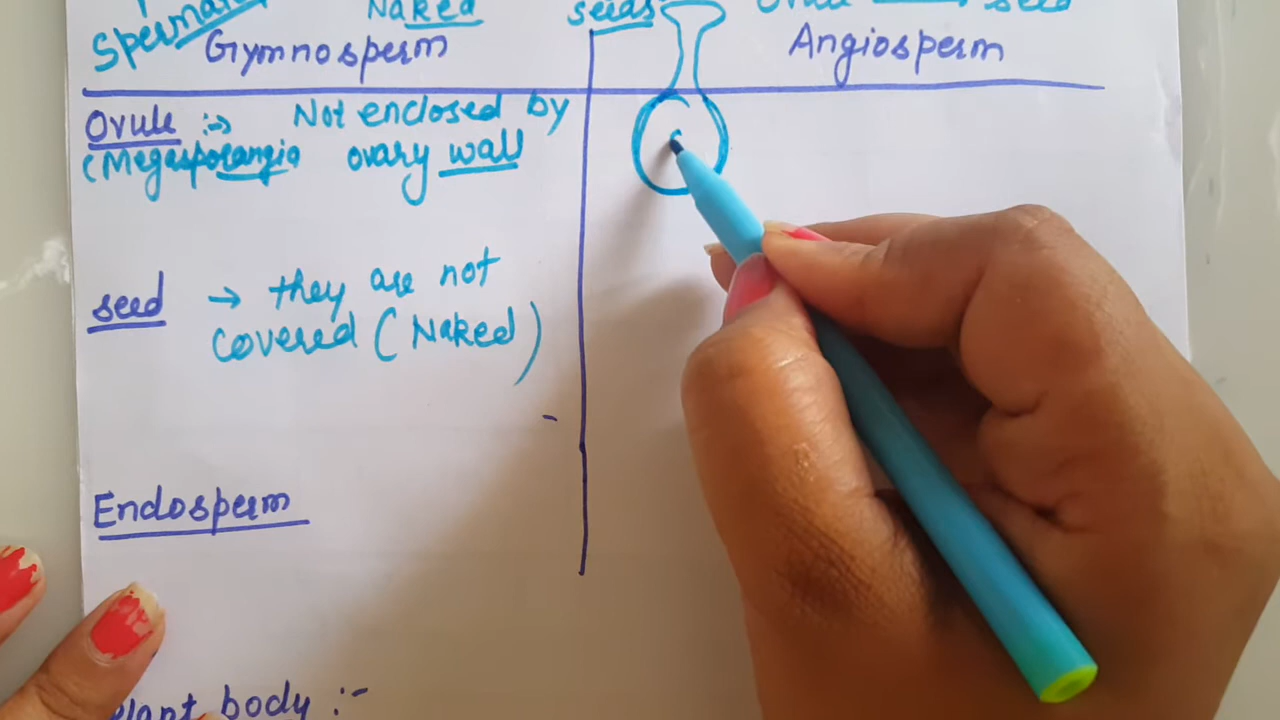 Naked seeds
Gymnosperm
Angiosperm
Ovule :→ Not enclosed by
(Megasporangia ovary wall
seed → they are not
covered (Naked)
Endosperm
body :-